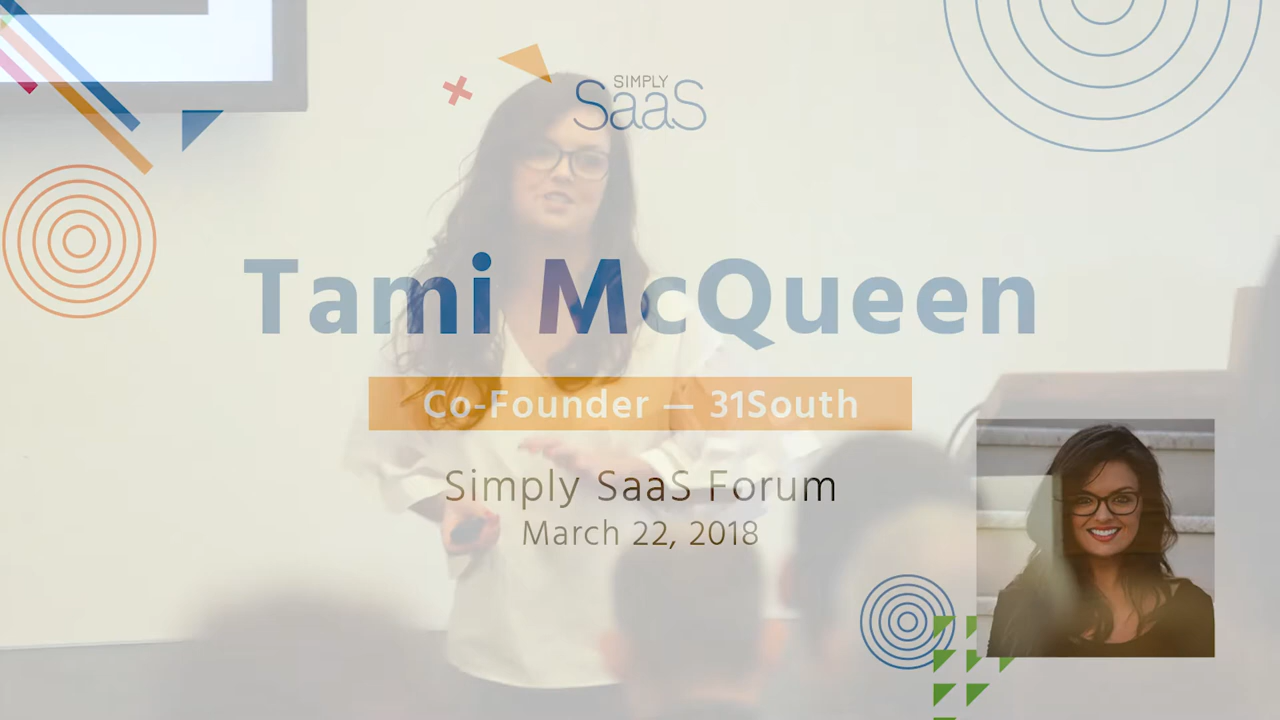 SIMPLY
SaaS
Tami McQueen
Co-Founder — 31South
Simply SaaS Forum
March 22, 2018